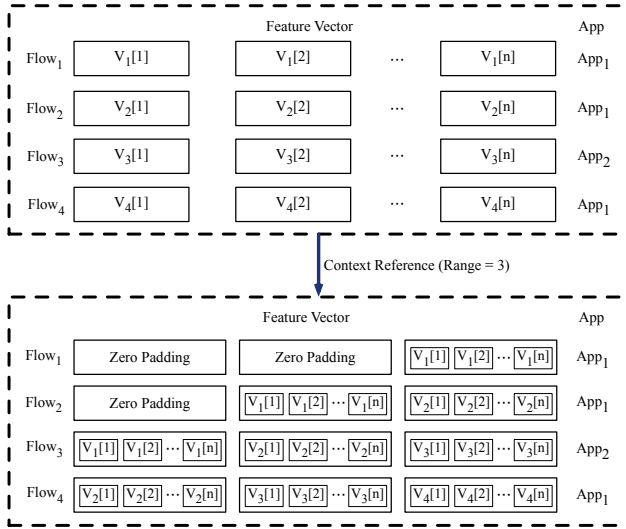 Feature Vector App
Flow1 V1[1] V1[2] ... V1[n] App1
Flow2 V2[1] V2[2] ... V2[n] App1
Flow3 V3[1] V3[2] ... V3[n] App2
Flow4 V4[1] V4[2] ... V4[n] App1
Context Reference (Range = 3)
Feature Vector App
Flow1 Zero Padding Zero Padding V1[1] V1[2] ... V1[n] App1
Flow2 Zero Padding V1[1] V1[2] ... V1[n] V2[1] V2[2] ... V2[n] App1
Flow3 V1[1] V1[2] ... V1[n] V2[1] V2[2] ... V2[n] V3[1] V3[2] ... V3[n] App2
Flow4 V2[1] V2[2] ... V2[n] V3[1] V3[2] ... V3[n] V4[1] V4[2] ... V4[n] App1